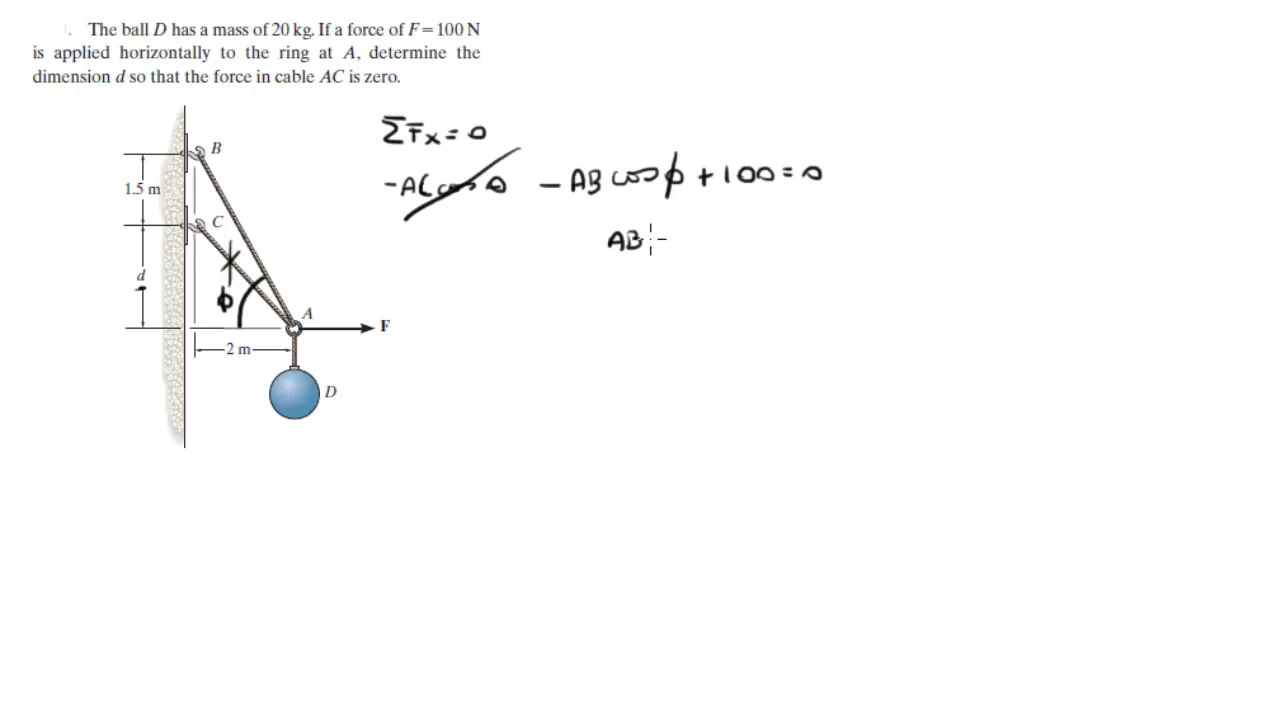 . The ball D has a mass of 20 kg. If a force of F=100 N
is applied horizontally to the ring at A, determine the
dimension d so that the force in cable AC is zero.
ΣFx=0
-AC cos θ - AB cos ϕ + 100 = 0
AB =
B
1.5 m
C
d
ϕ
A
F
2 m
D